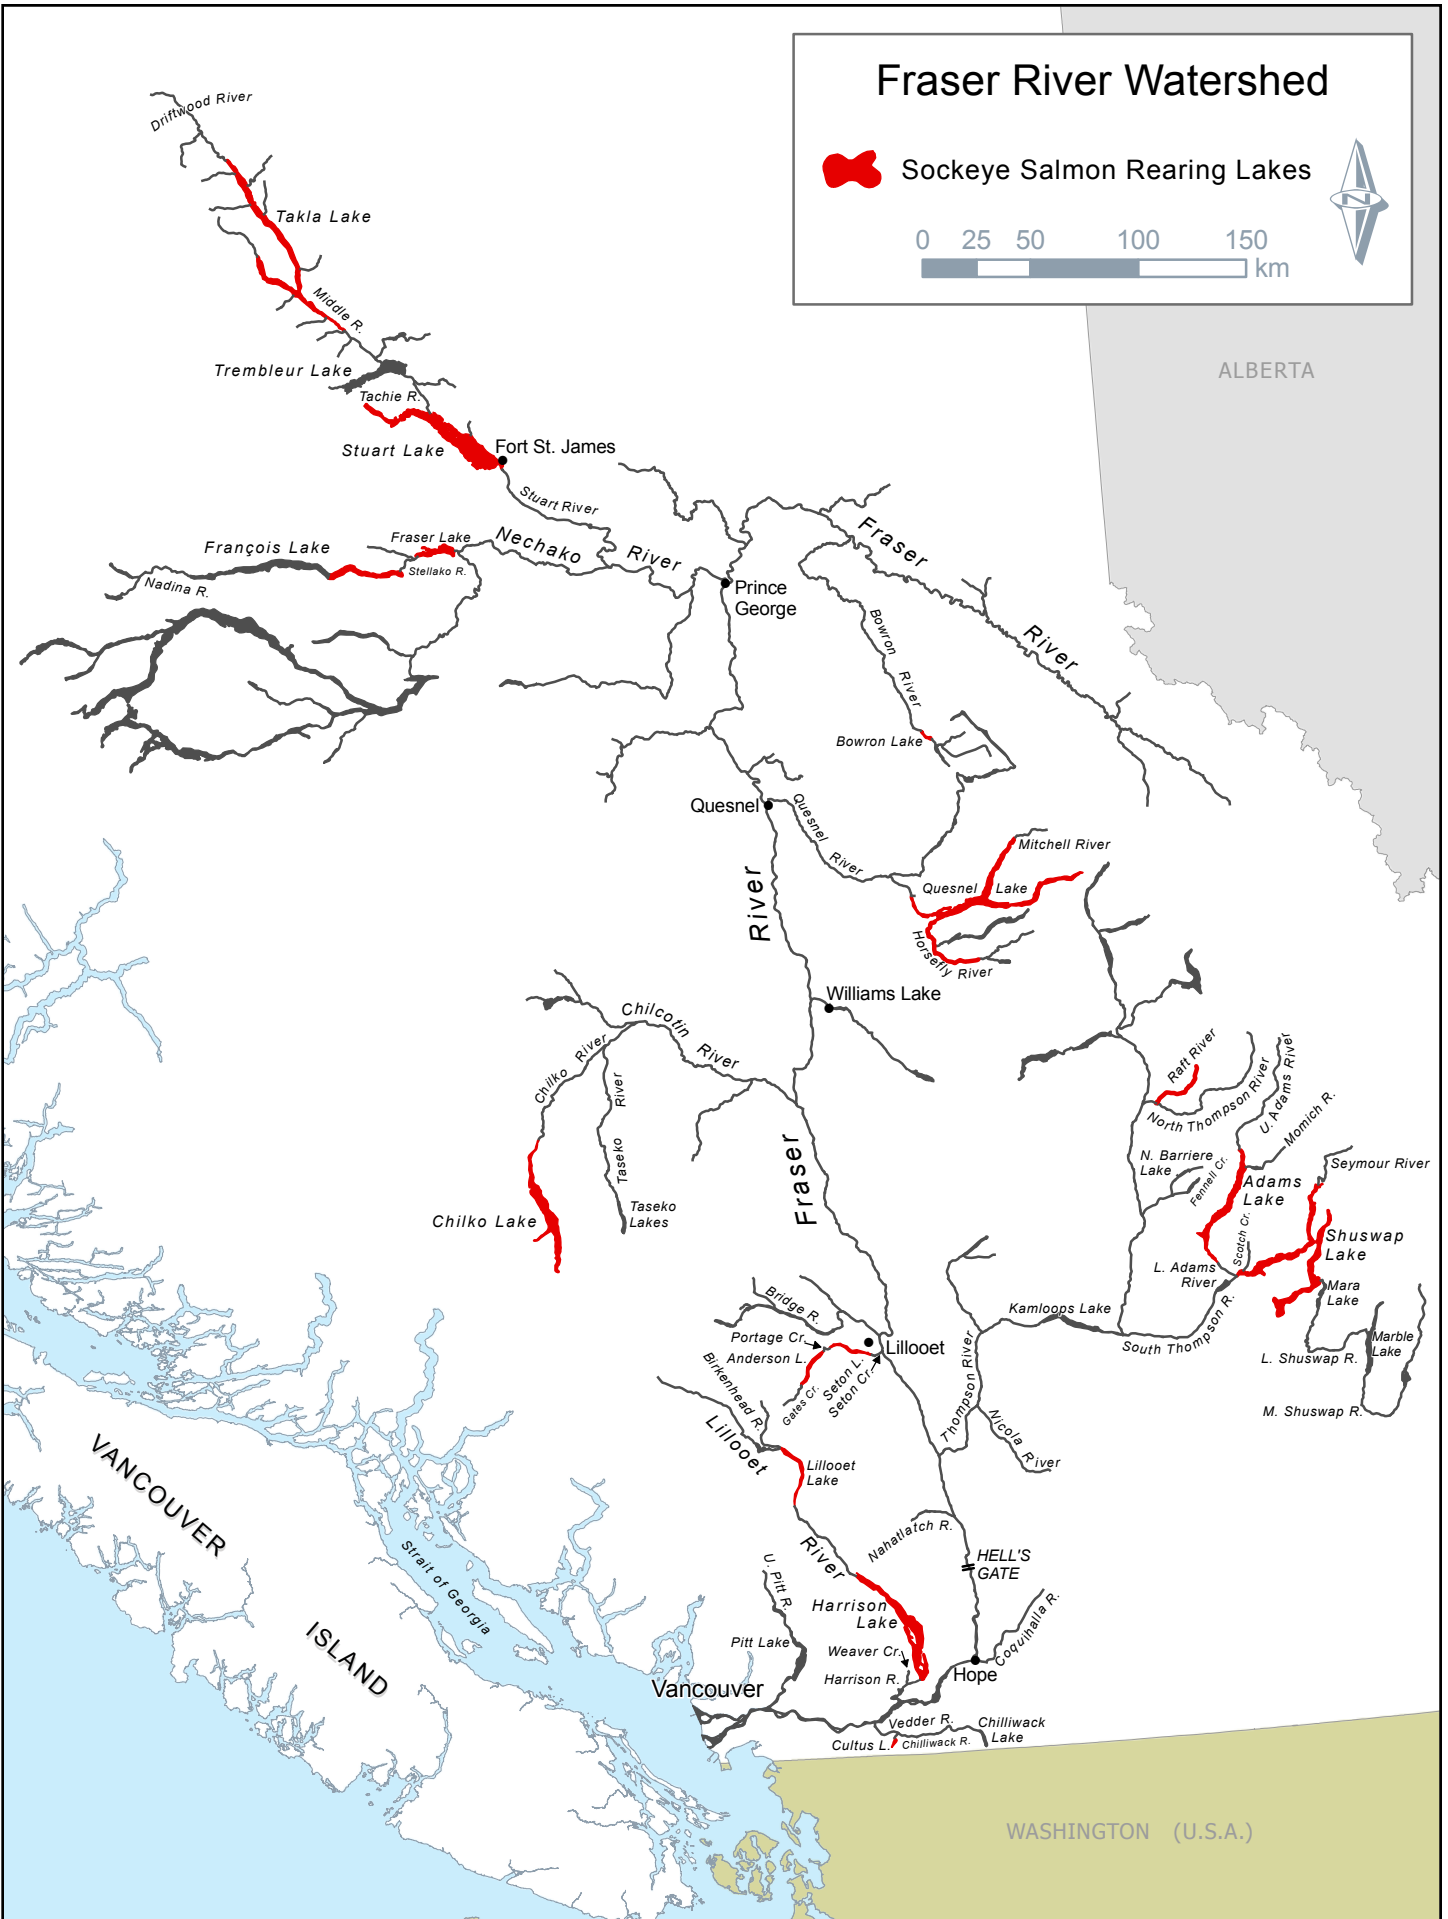 Fraser River Watershed
Sockeye Salmon Rearing Lakes
N
0 25 50 100 150
km
ALBERTA
Driftwood River
Takla Lake
Middle R.
Trembleur Lake
Tachie R.
Stuart Lake
Fort St. James
Stuart River
Fraser Lake
François Lake
Stellako R.
Nadina R.
Nechako
River
Fraser
River
Prince
George
Bowron
River
Bowron Lake
Quesnel
Quesnel
River
Mitchell River
Quesnel Lake
Horsefly River
River
Williams Lake
Chilcotin
River
Chilko River
Taseko River
Taseko
Lakes
Chilko Lake
Fraser
Raft River
North Thompson River
U. Adams River
Momich R.
N. Barriere
Lake
Fennell Cr.
Adams
Lake
Seymour River
Scotch Cr.
Shuswap
Lake
L. Adams
River
Mara
Lake
Kamloops Lake
South Thompson R.
Marble
Lake
L. Shuswap R.
M. Shuswap R.
Bridge R.
Portage Cr.
Anderson L.
Lillooet
Seton L.
Seton Cr.
Gates Cr.
Birkenhead R.
Thompson River
Nicola River
Lillooet
Lillooet
Lake
River
Nahatlatch R.
HELL'S
GATE
Harrison
Lake
U. Pitt R.
Pitt Lake
Weaver Cr.
Harrison R.
Hope
Coquihalla R.
Vancouver
Vedder R.
Chilliwack
Lake
Cultus L.
Chilliwack R.
VANCOUVER
ISLAND
Strait of Georgia
WASHINGTON (U.S.A.)